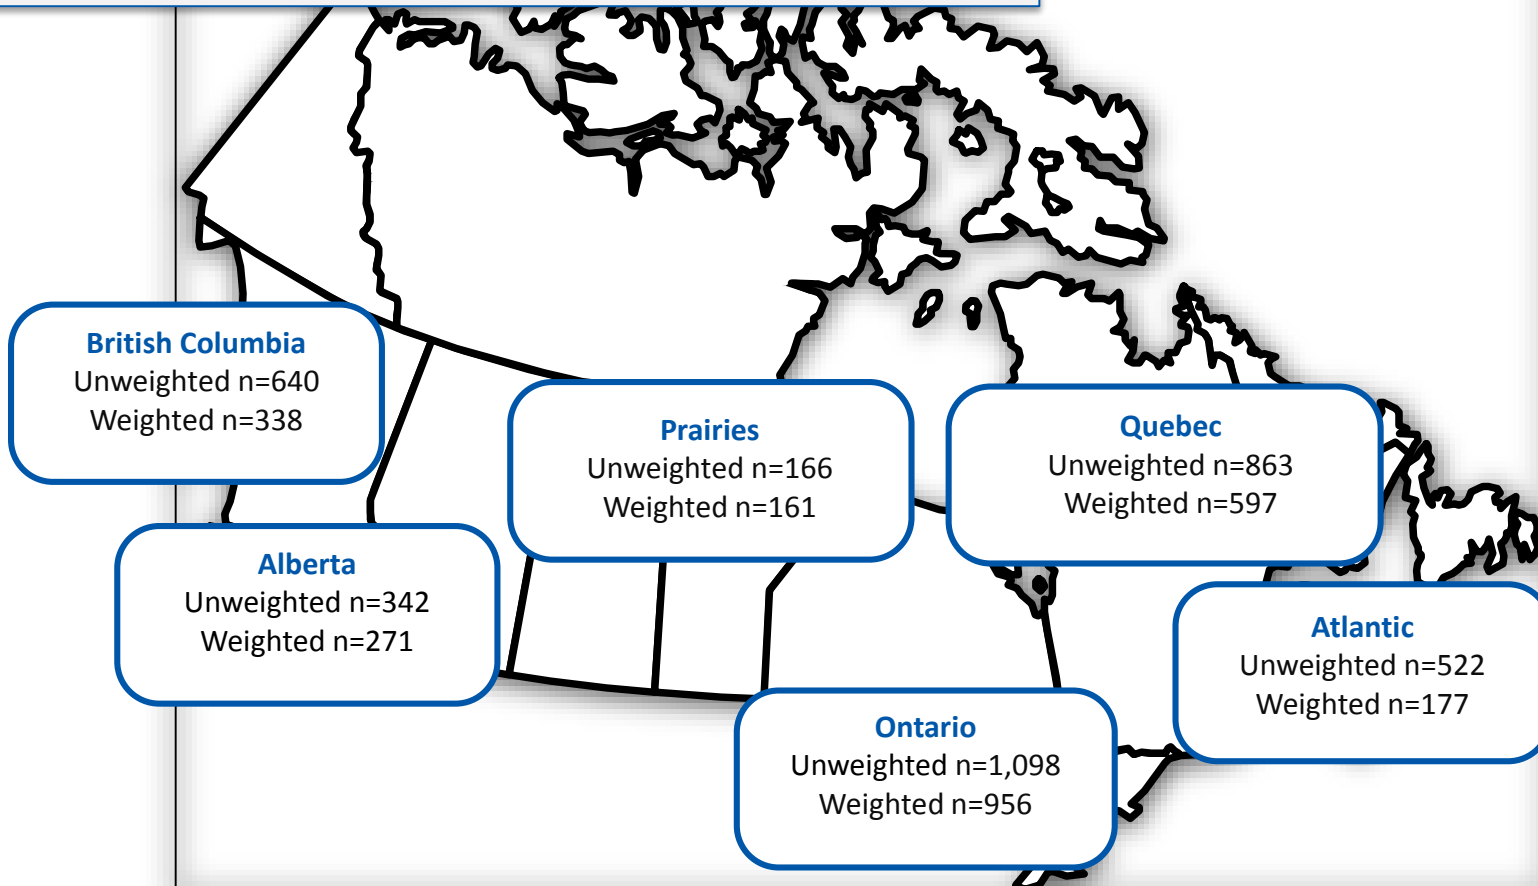 British Columbia
Unweighted n=640
Weighted n=338
Prairies
Unweighted n=166
Weighted n=161
Quebec
Unweighted n=863
Weighted n=597
Alberta
Unweighted n=342
Weighted n=271
Atlantic
Unweighted n=522
Weighted n=177
Ontario
Unweighted n=1,098
Weighted n=956